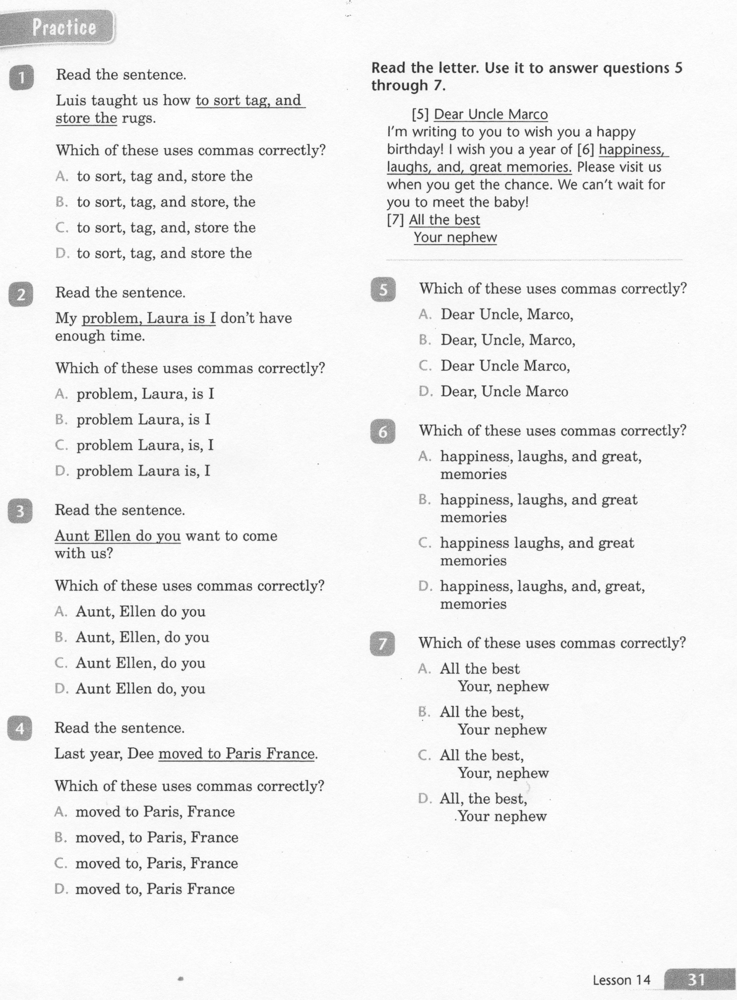 Practice
1
Read the sentence.
Luis taught us how to sort tag, and
store the rugs.
Which of these uses commas correctly?
A. to sort, tag and, store the
B. to sort, tag, and store, the
C. to sort, tag, and, store the
D. to sort, tag, and store the
2
Read the sentence.
My problem, Laura is I don't have
enough time.
Which of these uses commas correctly?
A. problem, Laura, is I
B. problem Laura, is I
C. problem Laura, is, I
D. problem Laura is, I
3
Read the sentence.
Aunt Ellen do you want to come
with us?
Which of these uses commas correctly?
A. Aunt, Ellen do you
B. Aunt, Ellen, do you
C. Aunt Ellen, do you
D. Aunt Ellen do, you
4
Read the sentence.
Last year, Dee moved to Paris France.
Which of these uses commas correctly?
A. moved to Paris, France
B. moved, to Paris, France
C. moved to, Paris, France
D. moved to, Paris France
Read the letter. Use it to answer questions 5
through 7.
[5] Dear Uncle Marco
I'm writing to you to wish you a happy
birthday! I wish you a year of [6] happiness,
laughs, and, great memories. Please visit us
when you get the chance. We can't wait for
you to meet the baby!
[7] All the best
Your nephew
5
Which of these uses commas correctly?
A. Dear Uncle, Marco,
B. Dear, Uncle, Marco,
C. Dear Uncle Marco,
D. Dear, Uncle Marco
6
Which of these uses commas correctly?
A. happiness, laughs, and great,
memories
B. happiness, laughs, and great
memories
C. happiness laughs, and great
memories
D. happiness, laughs, and, great,
memories
7
Which of these uses commas correctly?
A. All the best
Your, nephew
B. All the best,
Your nephew
C. All the best,
Your, nephew
D. All, the best,
Your nephew
Lesson 14 31